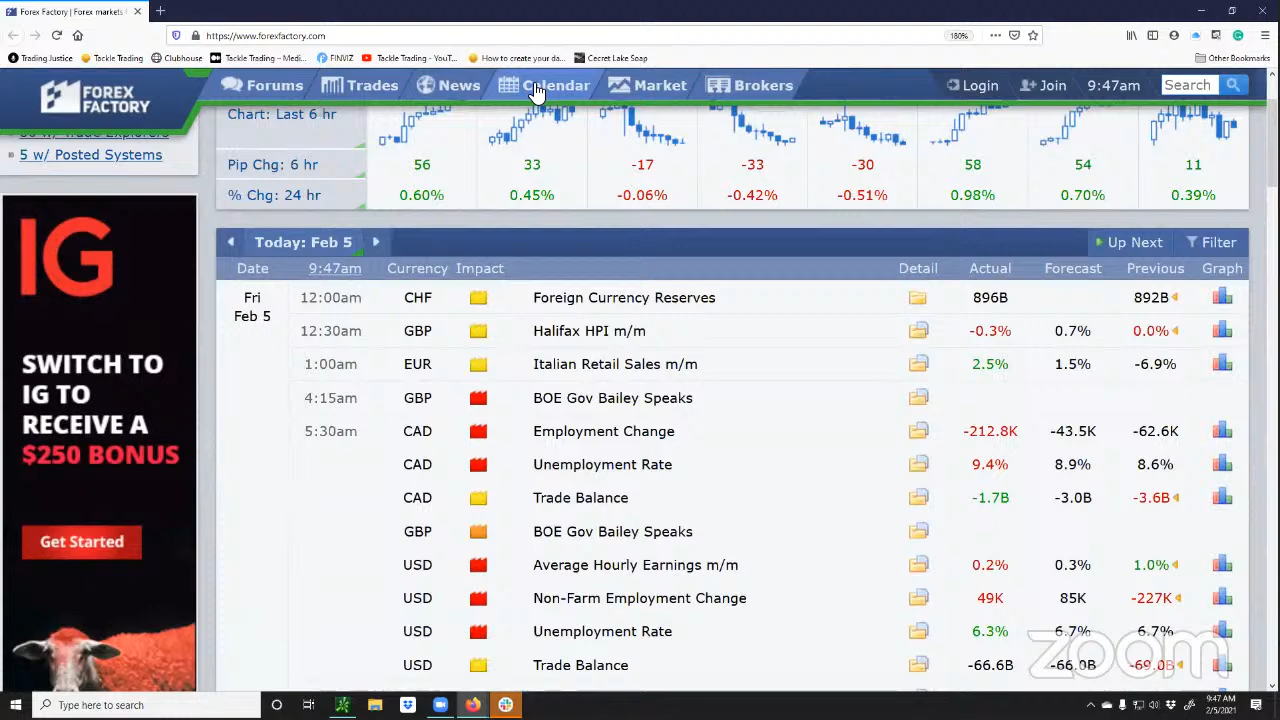 Forex Factory | Forex markets
https://www.forexfactory.com
180%
Trading Justice
Tackle Trading
Clubhouse
Tackle Trading – Medi...
FINVIZ
Tackle Trading - YouT...
How to create your da...
Cecret Lake Soap
Other Bookmarks
FOREX
FACTORY
Forums
Trades
News
Calendar
Market
Brokers
Login
Join
9:47am
Search
5 w/ Posted Systems
Chart: Last 6 hr
Pip Chg: 6 hr 56 33 -17 -33 -30 58 54 11
% Chg: 24 hr 0.60% 0.45% -0.06% -0.42% -0.51% 0.98% 0.70% 0.39%
Today: Feb 5
Up Next
Filter
Date 9:47am Currency Impact Detail Actual Forecast Previous Graph
Fri 12:00am CHF Foreign Currency Reserves 896B 892B
Feb 5
12:30am GBP Halifax HPI m/m -0.3% 0.7% 0.0%
1:00am EUR Italian Retail Sales m/m 2.5% 1.5% -6.9%
4:15am GBP BOE Gov Bailey Speaks
5:30am CAD Employment Change -212.8K -43.5K -62.6K
CAD Unemployment Rate 9.4% 8.9% 8.6%
CAD Trade Balance -1.7B -3.0B -3.6B
GBP BOE Gov Bailey Speaks
USD Average Hourly Earnings m/m 0.2% 0.3% 1.0%
USD Non-Farm Employment Change 49K 85K -227K
USD Unemployment Rate 6.3% 6.7% 6.7%
USD Trade Balance -66.6B -66.0B -69.0B
IG
SWITCH TO
IG TO
RECEIVE A
$250 BONUS
Get Started
zoom
Type here to search
9:47 AM
2/5/2021